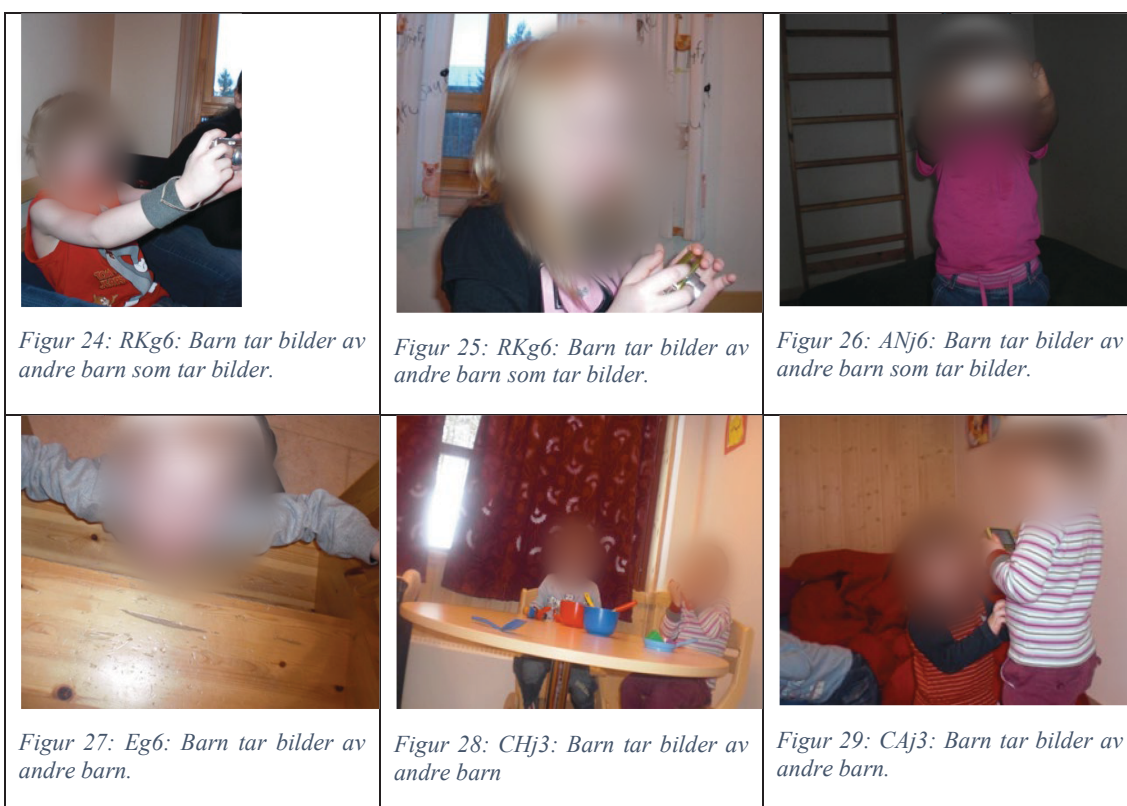 Figur 24: RKg6: Barn tar bilder av
andre barn som tar bilder.
Figur 25: RKg6: Barn tar bilder av
andre barn som tar bilder.
Figur 26: ANj6: Barn tar bilder av
andre barn som tar bilder.
Figur 27: Eg6: Barn tar bilder av
andre barn.
Figur 28: CHj3: Barn tar bilder av
andre barn
Figur 29: CAj3: Barn tar bilder av
andre barn.